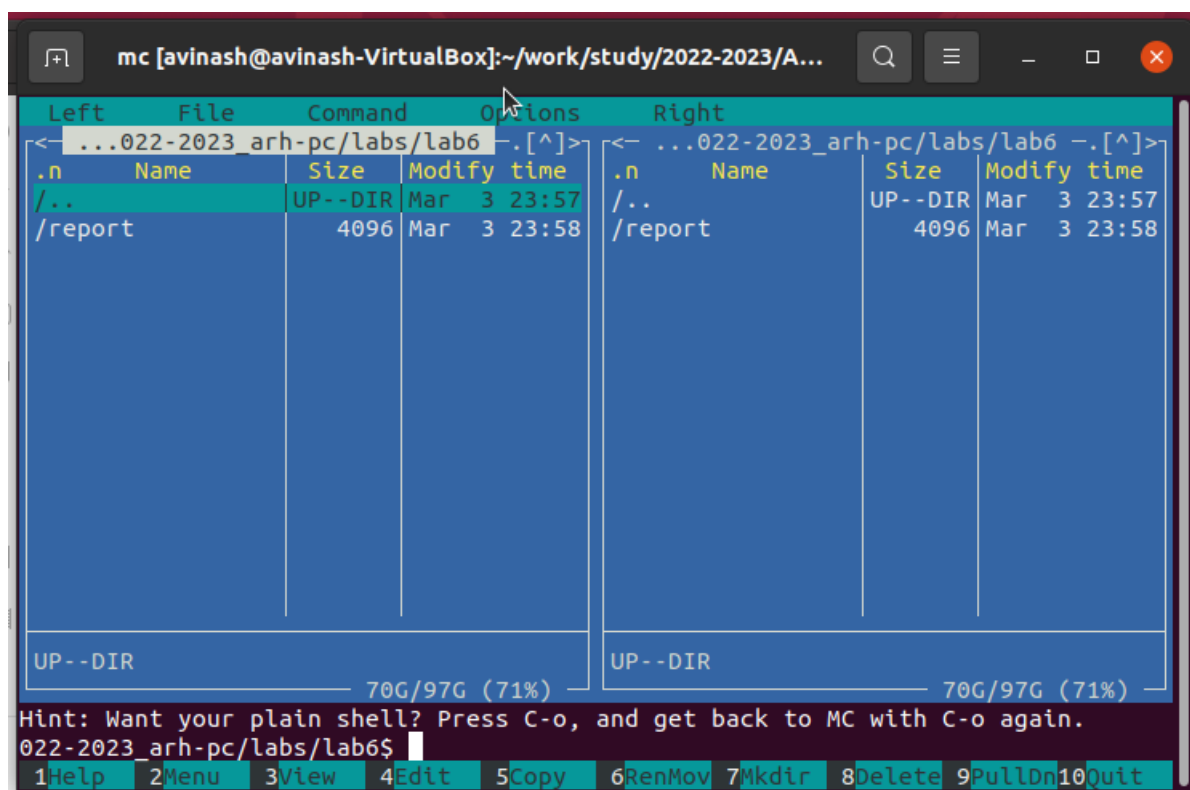 mc [avinash@avinash-VirtualBox]:~/work/study/2022-2023/A...
Left File Command Options Right
<─ ...022-2023_arh-pc/labs/lab6 ─.[^]>
.n Name Size Modify time
/.. UP--DIR Mar 3 23:57
/report 4096 Mar 3 23:58
UP--DIR
70G/97G (71%)
<─ ...022-2023_arh-pc/labs/lab6 ─.[^]>
.n Name Size Modify time
/.. UP--DIR Mar 3 23:57
/report 4096 Mar 3 23:58
UP--DIR
70G/97G (71%)
Hint: Want your plain shell? Press C-o, and get back to MC with C-o again.
022-2023_arh-pc/labs/lab6$
1Help 2Menu 3View 4Edit 5Copy 6RenMov 7Mkdir 8Delete 9PullDn 10Quit